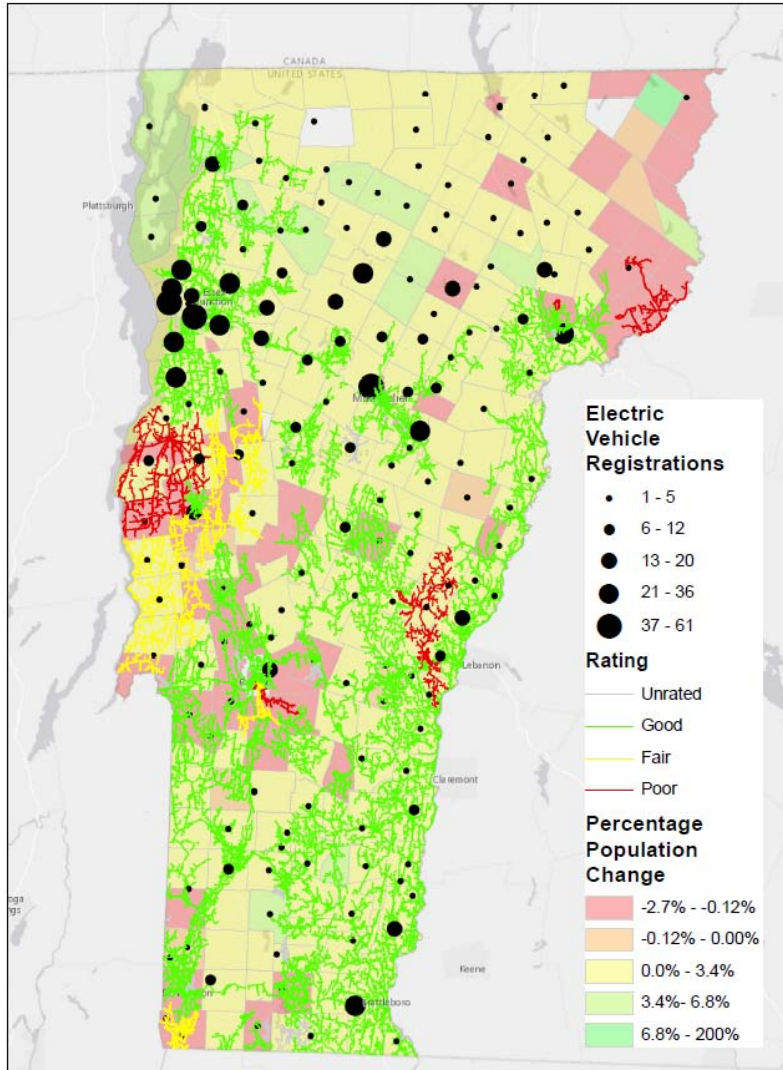 CANADA
UNITED STATES
Plattsburgh
Essex
Junction
Lebanon
Claremont
Keene
Brattleboro
Electric
Vehicle
Registrations
1 - 5
6 - 12
13 - 20
21 - 36
37 - 61
Rating
Unrated
Good
Fair
Poor
Percentage
Population
Change
-2.7% - -0.12%
-0.12% - 0.00%
0.0% - 3.4%
3.4%- 6.8%
6.8% - 200%